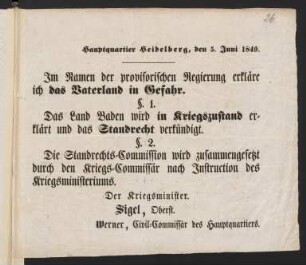 26
Hauptquartier Heidelberg, den 5. Juni 1849.
Im Namen der provisorischen Regierung erkläre
ich das Vaterland in Gefahr.
§. 1.
Das Land Baden wird in Kriegszustand er-
klärt und das Standrecht verkündigt.
§. 2.
Die Standrechts-Commission wird zusammengesetzt
durch den Kriegs-Commissär nach Instruction des
Kriegsministeriums.
Der Kriegsminister.
Sigel, Oberst.
Werner, Civil-Commissär des Hauptquartiers.